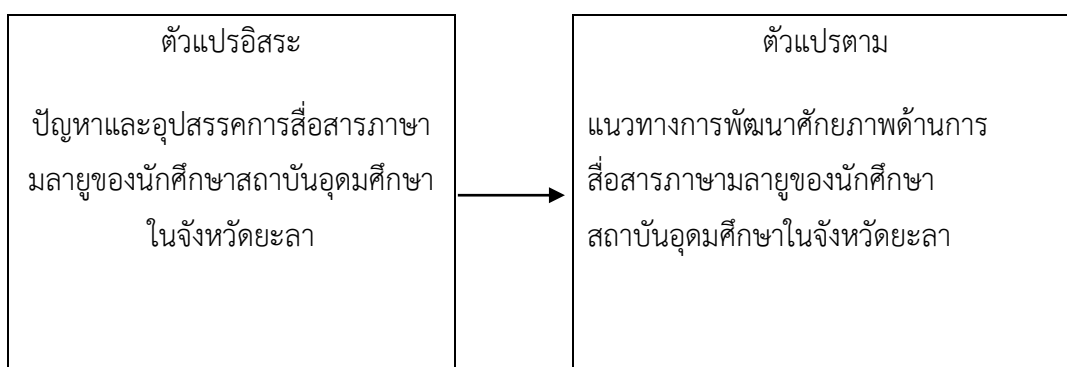 ตัวแปรอิสระ
ปัญหาและอุปสรรคการสื่อสารภาษา
มลายูของนักศึกษาสถาบันอุดมศึกษา
ในจังหวัดยะลา
ตัวแปรตาม
แนวทางการพัฒนาศักยภาพด้านการ
สื่อสารภาษามลายูของนักศึกษา
สถาบันอุดมศึกษาในจังหวัดยะลา